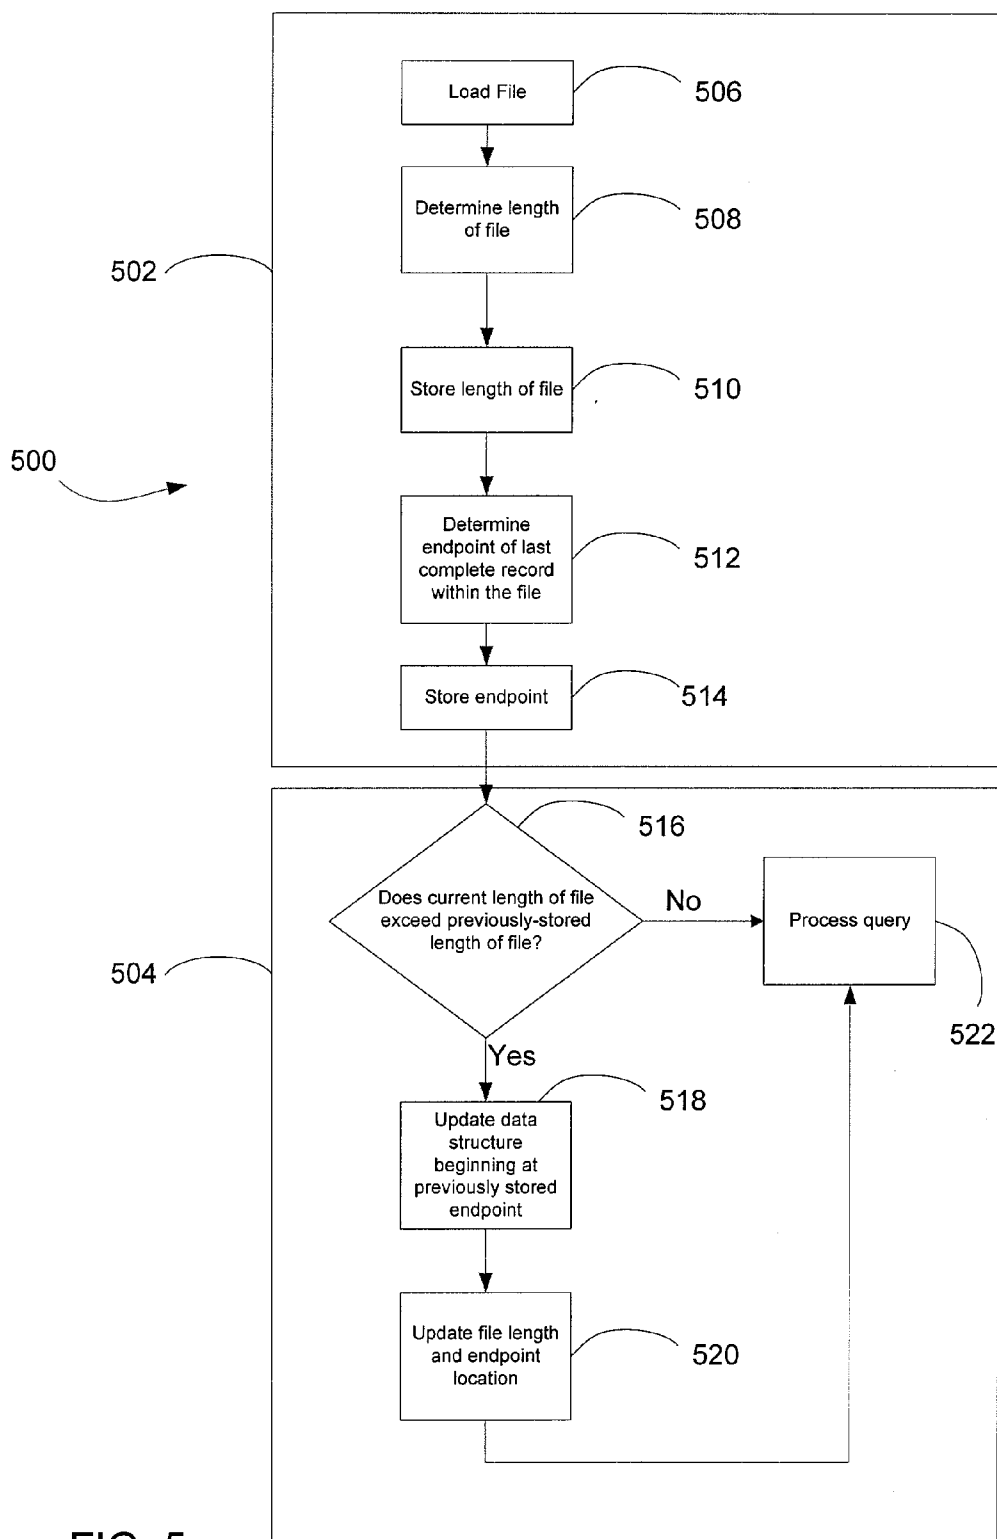 Load File
506
Determine length
of file
508
502
Store length of file
510
500
Determine
endpoint of last
complete record
within the file
512
Store endpoint
514
516
Does current length of file
exceed previously-stored
length of file?
No
Process query
504
522
Yes
518
Update data
structure
beginning at
previously stored
endpoint
Update file length
and endpoint
location
520
FIG. 5